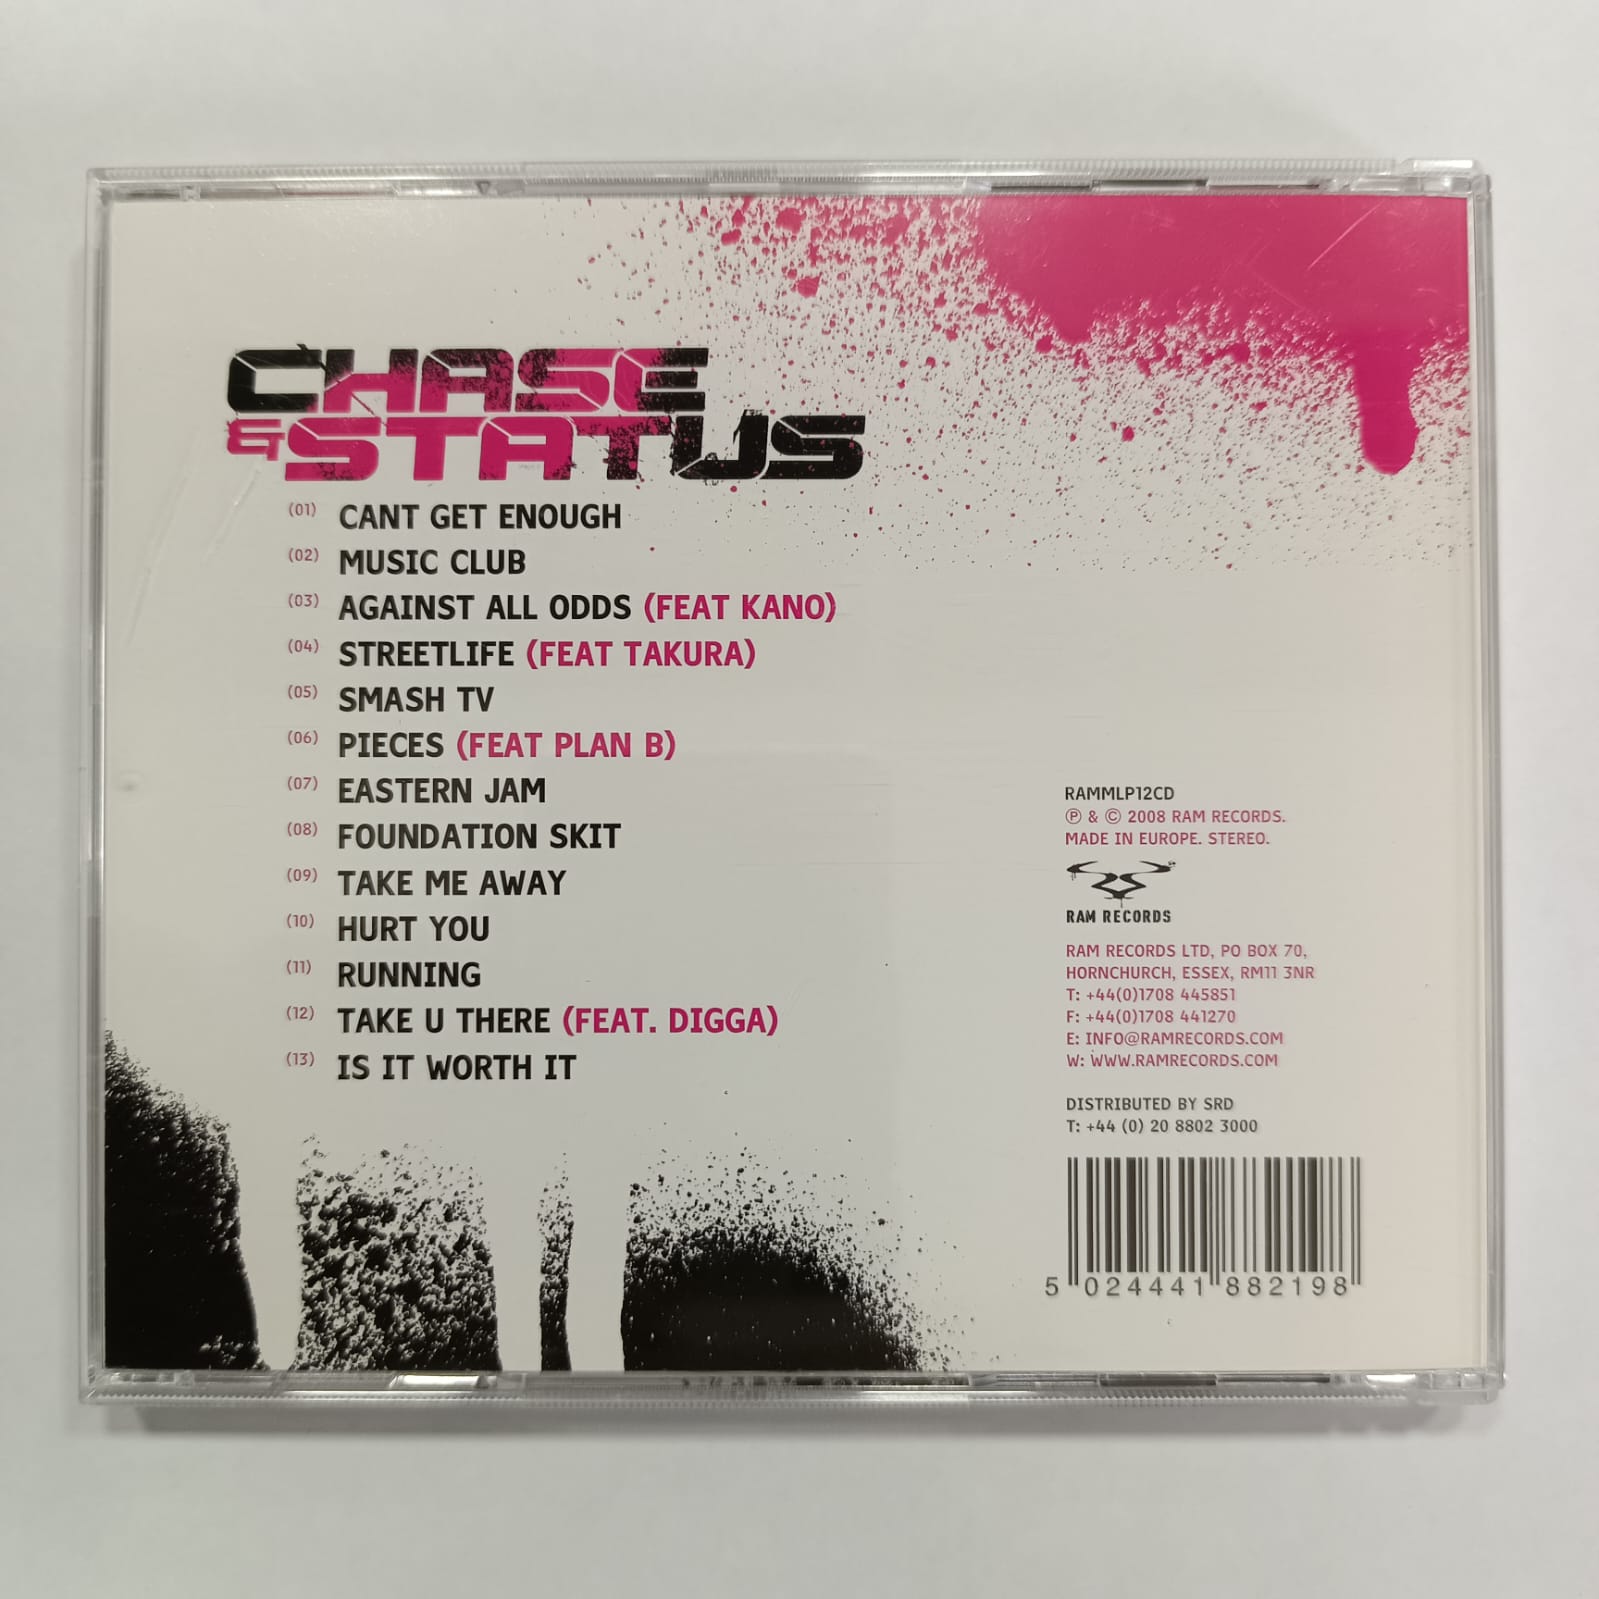 CHASE
& STATUS
(01) CANT GET ENOUGH
(02) MUSIC CLUB
(03) AGAINST ALL ODDS (FEAT KANO)
(04) STREETLIFE (FEAT TAKURA)
(05) SMASH TV
(06) PIECES (FEAT PLAN B)
(07) EASTERN JAM
(08) FOUNDATION SKIT
(09) TAKE ME AWAY
(10) HURT YOU
(11) RUNNING
(12) TAKE U THERE (FEAT. DIGGA)
(13) IS IT WORTH IT
RAMMLP12CD
Ⓟ & © 2008 RAM RECORDS.
MADE IN EUROPE. STEREO.
RAM RECORDS
RAM RECORDS LTD, PO BOX 70,
HORNCHURCH, ESSEX, RM11 3NR
T: +44(0)1708 445851
F: +44(0)1708 441270
E: INFO@RAMRECORDS.COM
W: WWW.RAMRECORDS.COM
DISTRIBUTED BY SRD
T: +44 (0) 20 8802 3000
5 024441 882198